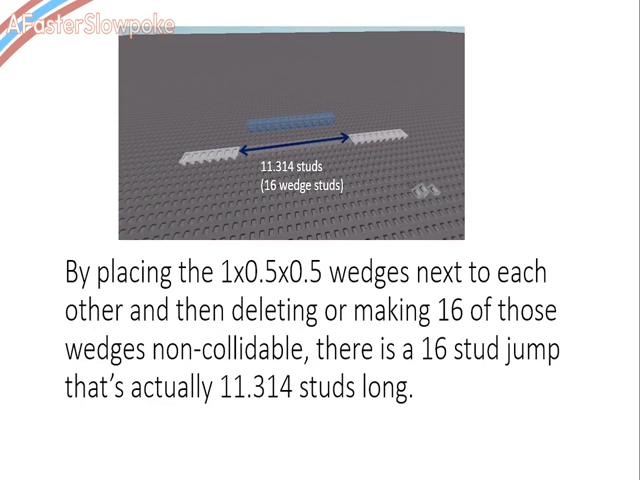 AFasterSlowpoke
11.314 studs
(16 wedge studs)
By placing the 1x0.5x0.5 wedges next to each
other and then deleting or making 16 of those
wedges non-collidable, there is a 16 stud jump
that’s actually 11.314 studs long.